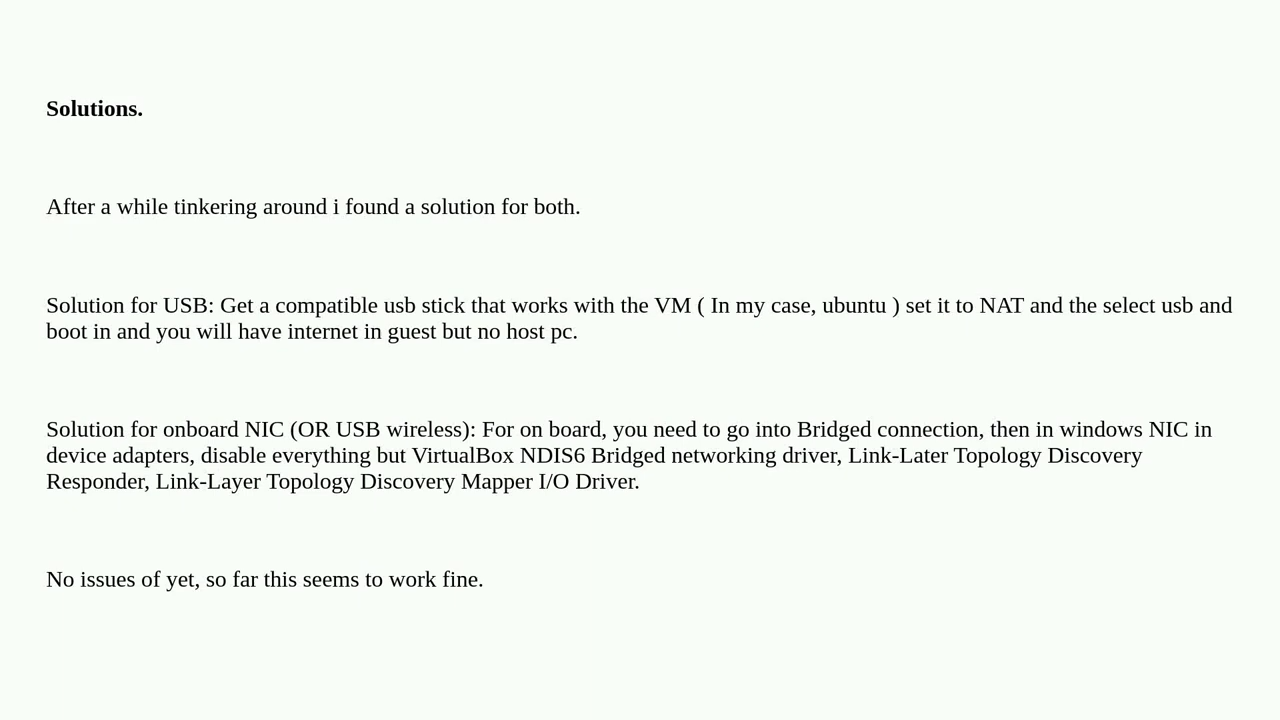 Solutions.
After a while tinkering around i found a solution for both.
Solution for USB: Get a compatible usb stick that works with the VM ( In my case, ubuntu ) set it to NAT and the select usb and
boot in and you will have internet in guest but no host pc.
Solution for onboard NIC (OR USB wireless): For on board, you need to go into Bridged connection, then in windows NIC in
device adapters, disable everything but VirtualBox NDIS6 Bridged networking driver, Link-Later Topology Discovery
Responder, Link-Layer Topology Discovery Mapper I/O Driver.
No issues of yet, so far this seems to work fine.